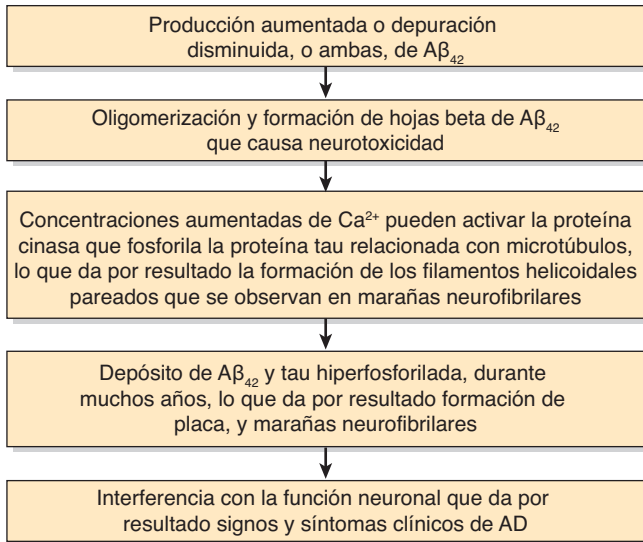 Producción aumentada o depuración
disminuida, o ambas, de Aβ₄₂
Oligomerización y formación de hojas beta de Aβ₄₂
que causa neurotoxicidad
Concentraciones aumentadas de Ca²⁺ pueden activar la proteína
cinasa que fosforila la proteína tau relacionada con microtúbulos,
lo que da por resultado la formación de los filamentos helicoidales
pareados que se observan en marañas neurofibrilares
Depósito de Aβ₄₂ y tau hiperfosforilada, durante
muchos años, lo que da por resultado formación de
placa, y marañas neurofibrilares
Interferencia con la función neuronal que da por
resultado signos y síntomas clínicos de AD